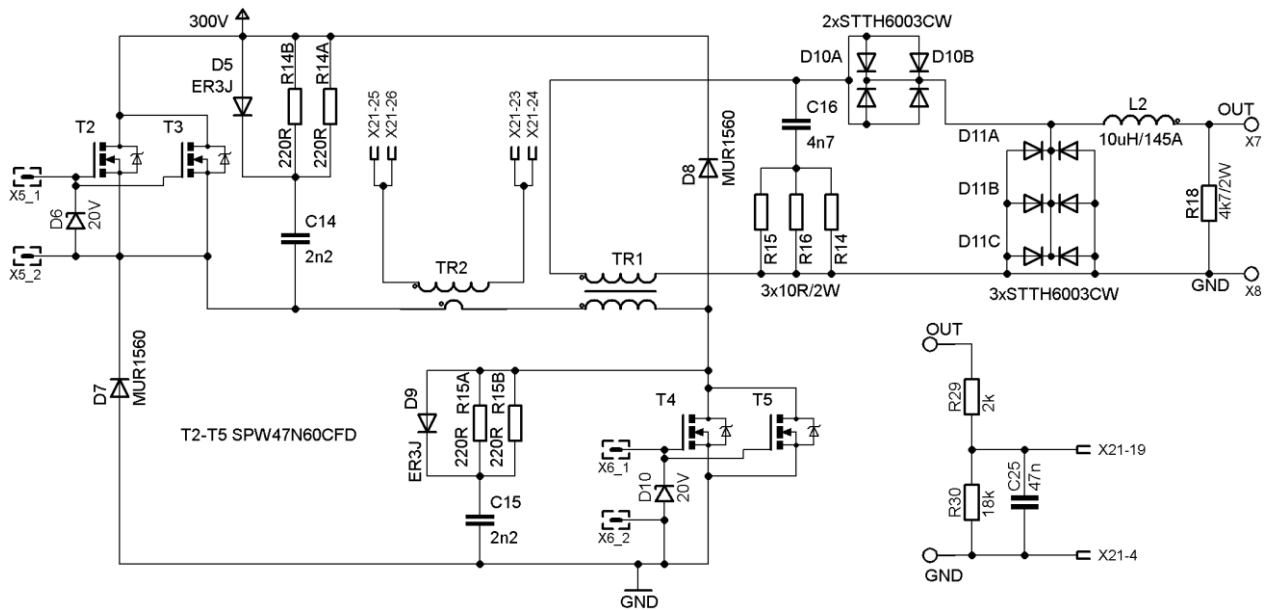 300V
2xSTTH6003CW
D5
ER3J
R14B
R14A
220R
220R
X21-25
X21-26
X21-23
X21-24
D10A
D10B
C16
4n7
L2
10uH/145A
OUT
X7
T2
T3
X5_1
D6
20V
X5_2
D8
MUR1560
D11A
D11B
D11C
R18
4k7/2W
C14
2n2
R15
R16
R14
TR2
TR1
3x10R/2W
3xSTTH6003CW
GND
X8
D7
MUR1560
OUT
D9
ER3J
R15A
R15B
220R
220R
T4
T5
T2-T5 SPW47N60CFD
X6_1
D10
20V
X6_2
C15
2n2
R29
2k
X21-19
R30
18k
C25
47n
X21-4
GND
GND